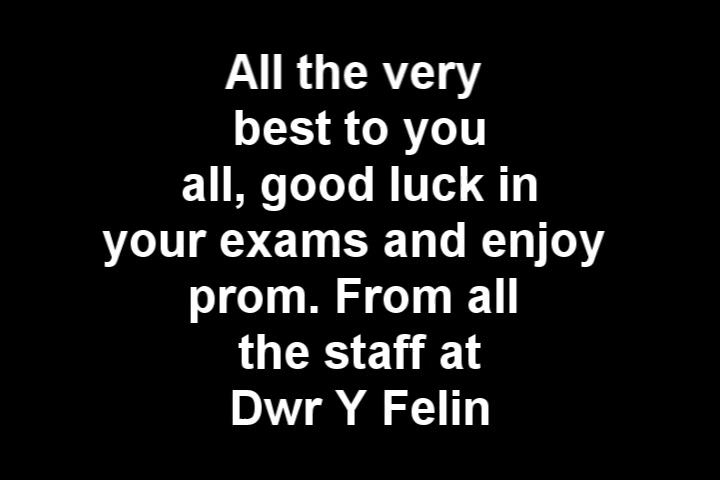 All the very
best to you
all, good luck in
your exams and enjoy
prom. From all
the staff at
Dwr Y Felin